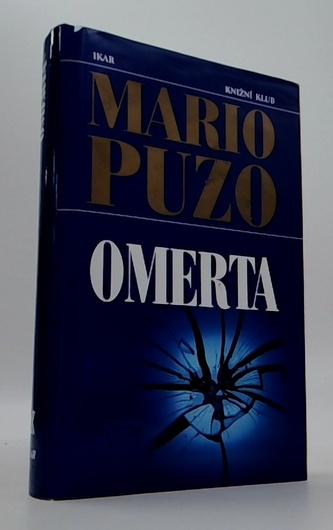 IKAR
KNIŽNÍ KLUB
MARIO
PUZO
OMERTA